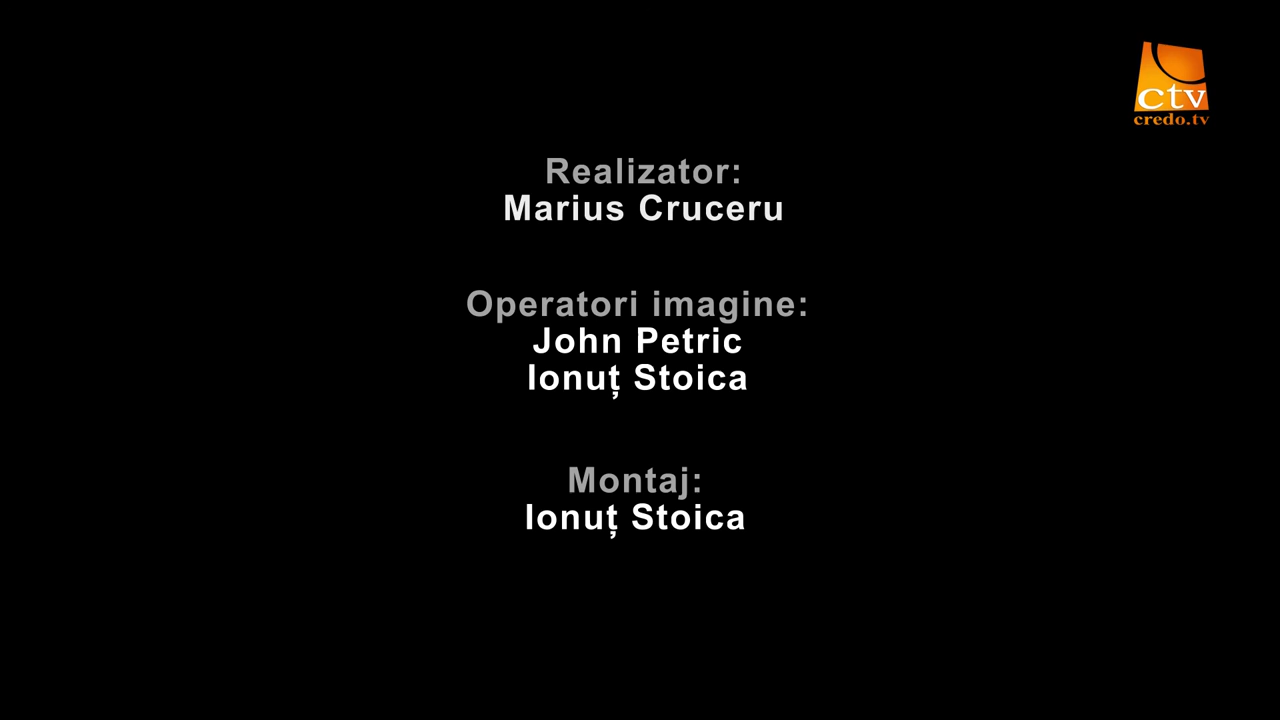 ctv
credo.tv
Realizator:
Marius Cruceru
Operatori imagine:
John Petric
Ionuț Stoica
Montaj:
Ionuț Stoica